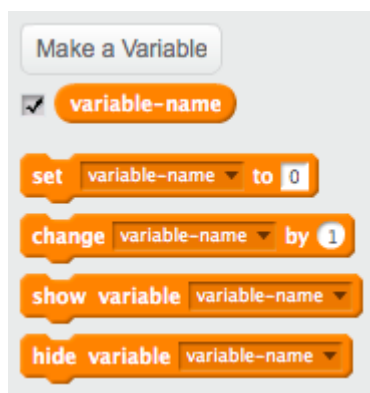 Make a Variable
variable-name
set variable-name to 0
change variable-name by 1
show variable variable-name
hide variable variable-name